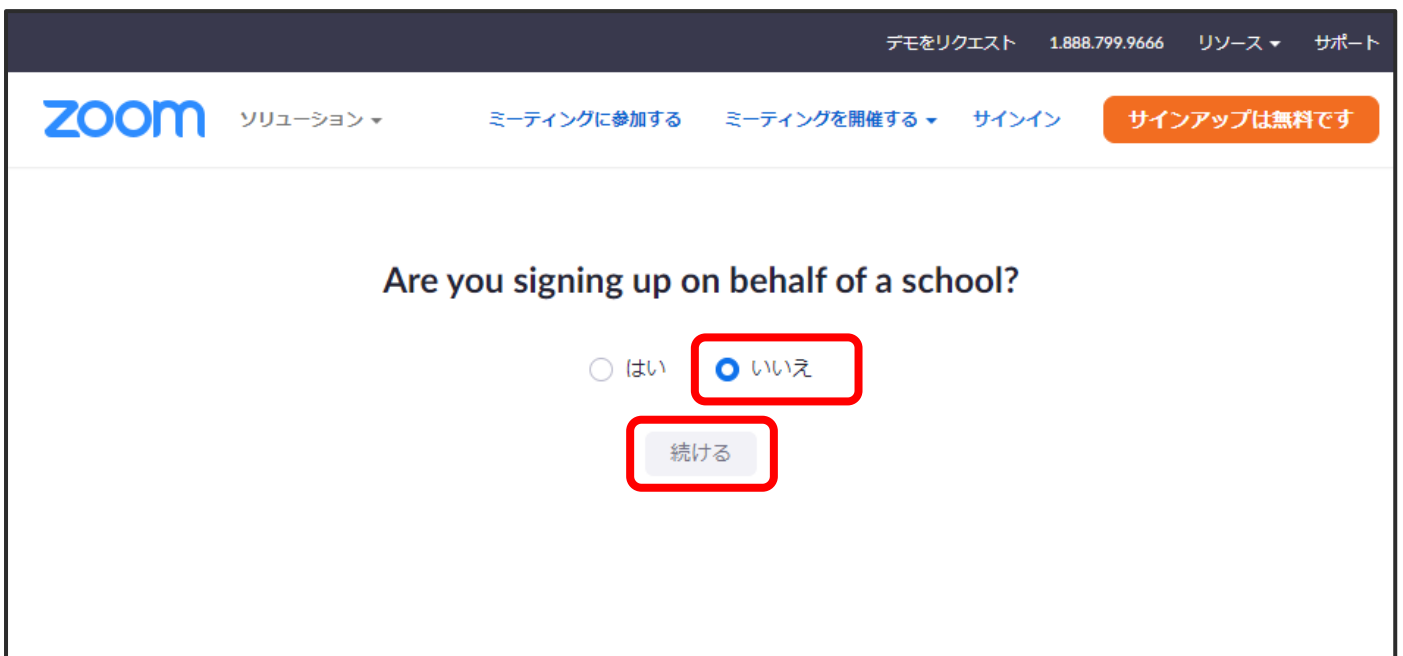 デモをリクエスト 1.888.799.9666 リソース サポート
zoom ソリューション ミーティングに参加する ミーティングを開催する サインイン サインアップは無料です
Are you signing up on behalf of a school?
はい いいえ
続ける